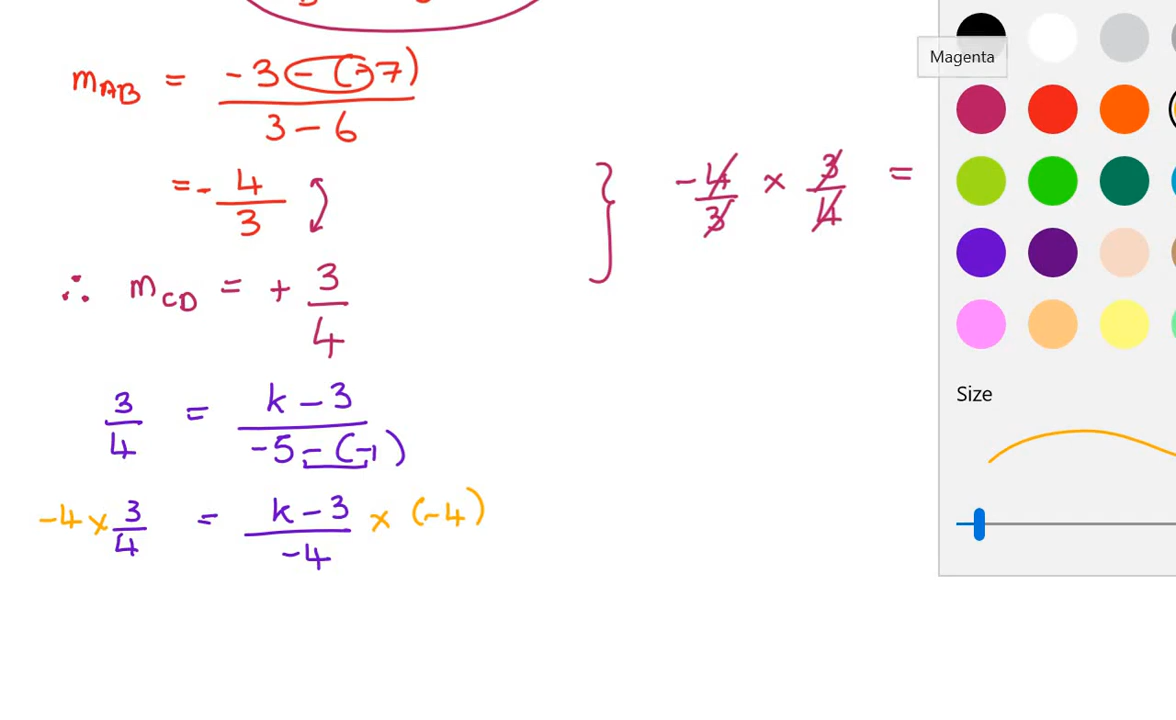 m_AB = (-3 - (-7))/(3 - 6)
= - 4/3
∴ m_CD = + 3/4
3/4 = (k - 3)/(-5 - (-1))
-4 × 3/4 = (k - 3)/-4 × (-4)
} -4/3 × 3/4 =
Magenta
Size